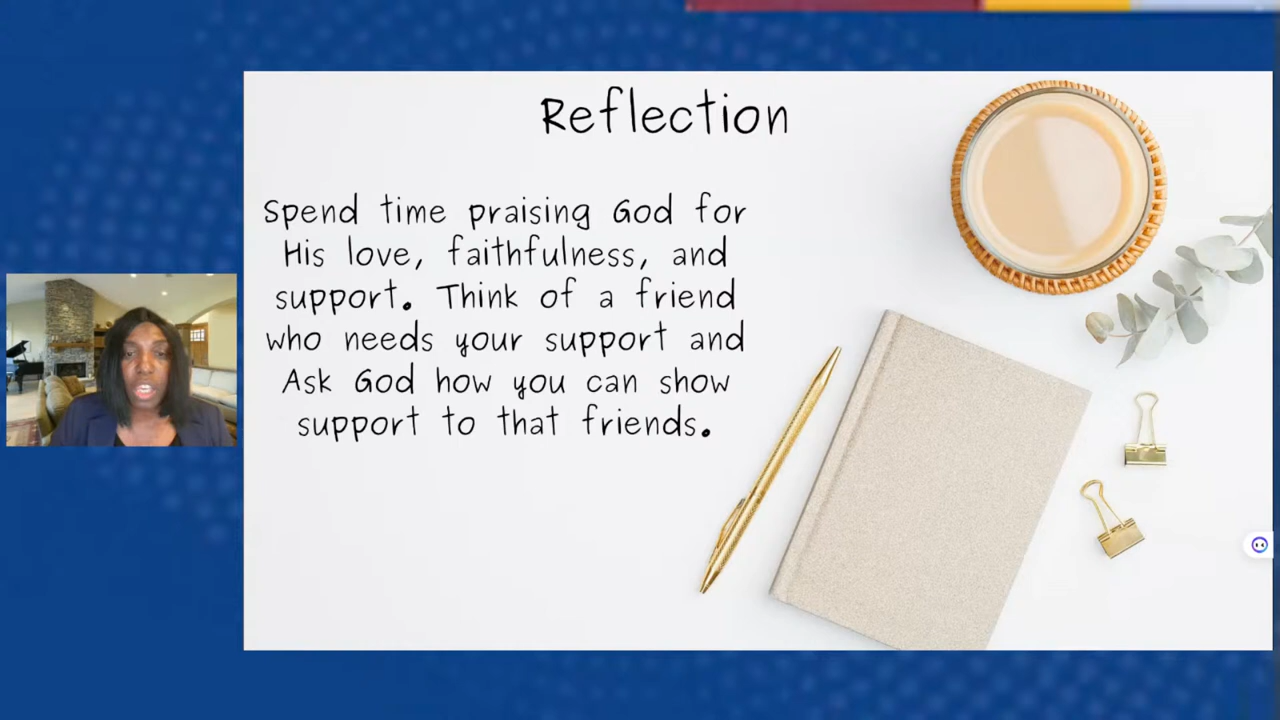 Reflection
Spend time praising God for
His love, faithfulness, and
support. Think of a friend
who needs your support and
Ask God how you can show
support to that friends.